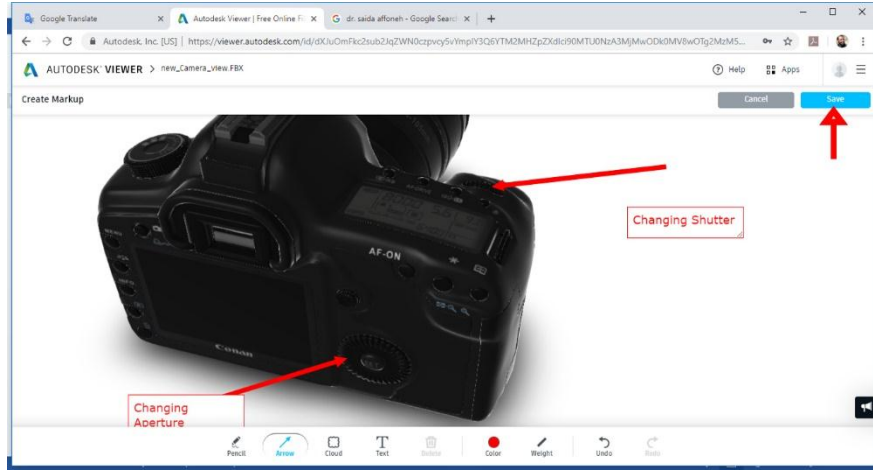 Google Translate
Autodesk Viewer | Free Online Fi
dr. saida affoneh - Google Search
Autodesk, Inc. [US] | https://viewer.autodesk.com/id/
AUTODESK® VIEWER > new_Camera_view.FBX
Help
Apps
Create Markup
Cancel
Save
Changing Shutter
MENU
AF-ON
Conan
Changing
Aperture
Pencil
Arrow
Cloud
Text
Delete
Color
Weight
Undo
Redo